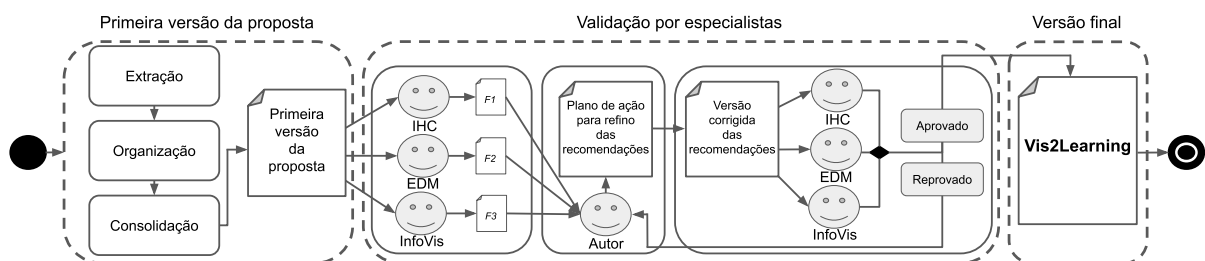 Primeira versão da proposta
Extração
Organização
Consolidação
Primeira
versão
da
proposta
Validação por especialistas
IHC
EDM
InfoVis
F1
F2
F3
Plano de ação
para refino
das
recomendações
Autor
Versão
corrigida
das
recomendações
IHC
EDM
InfoVis
Aprovado
Reprovado
Versão final
Vis2Learning